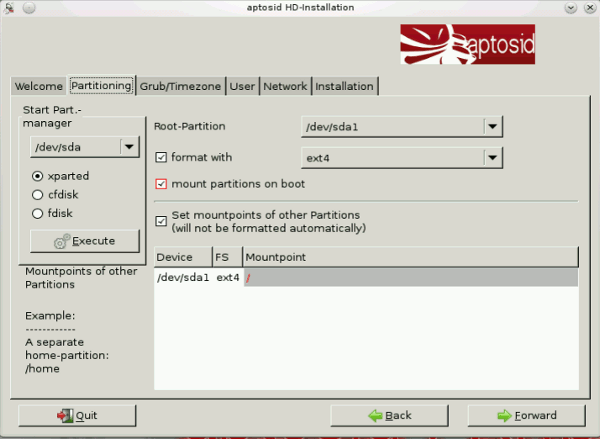 aptosid HD-Installation
aptosid
Welcome Partitioning Grub/Timezone User Network Installation
Start Part.-
manager
/dev/sda
xparted
cfdisk
fdisk
Execute
Mountpoints of other
Partitions
Example:
------------
A separate
home-partition:
/home
Root-Partition /dev/sda1
format with ext4
mount partitions on boot
Set mountpoints of other Partitions
(will not be formatted automatically)
Device FS Mountpoint
/dev/sda1 ext4 /
Quit Back Forward